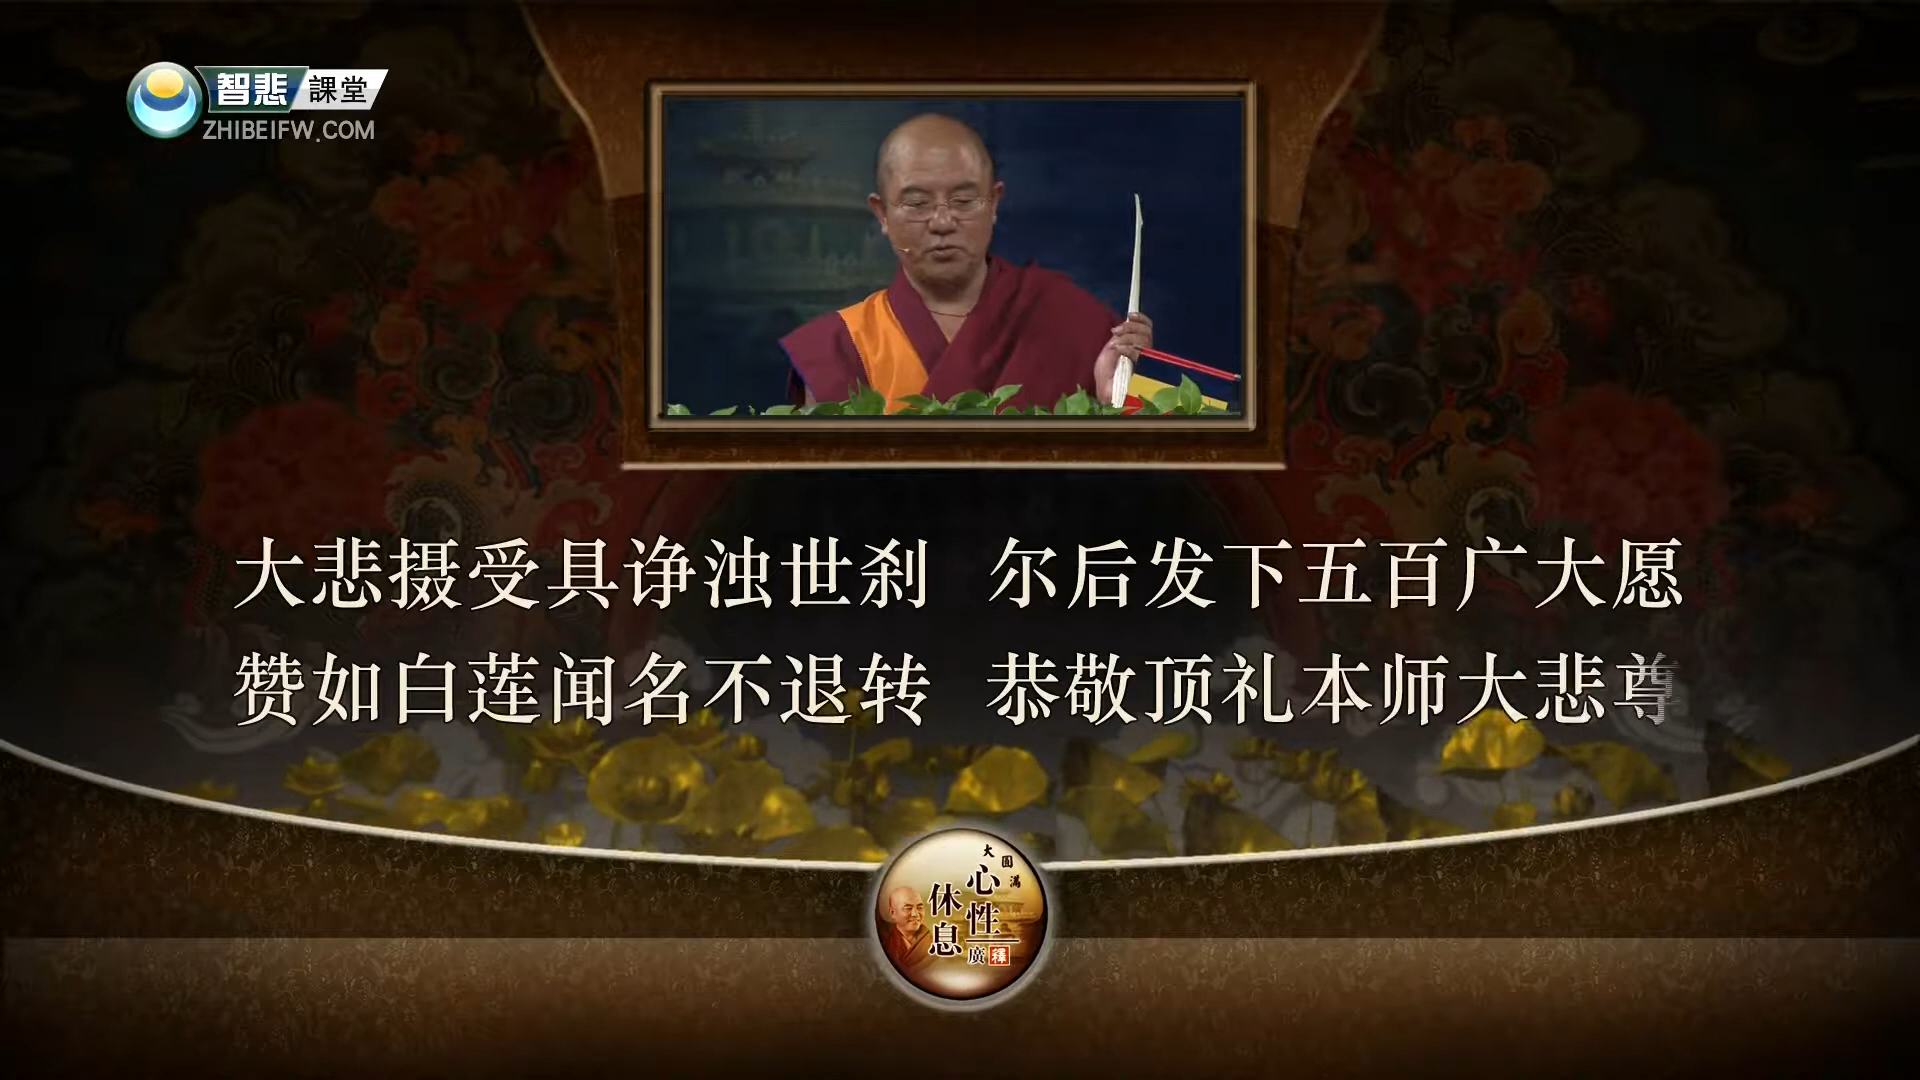 智悲 課堂
ZHIBEIFW.COM
大悲摄受具诤浊世刹 尔后发下五百广大愿
赞如白莲闻名不退转 恭敬顶礼本师大悲尊
大圆满
心性
休息
廣釋